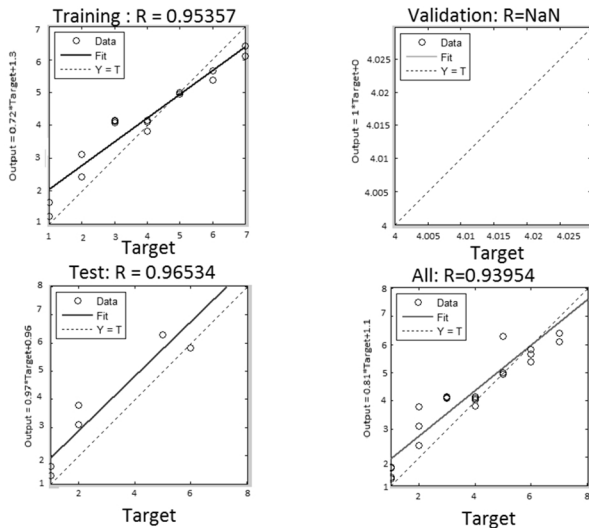 Training : R = 0.95357
Output = 0.72*Target+1.3
7
6
5
4
3
2
1
Data
Fit
Y = T
1 2 3 4 5 6 7
Target
Validation: R=NaN
Output = 1*Target+0
4.025
4.02
4.015
4.01
4.005
4
Data
Fit
Y = T
4 4.005 4.01 4.015 4.02 4.025
Target
Test: R = 0.96534
Output = 0.97*Target+0.96
8
7
6
5
4
3
2
1
Data
Fit
Y = T
2 4 6 8
Target
All: R=0.93954
Output = 0.81*Target+1.1
8
7
6
5
4
3
2
1
Data
Fit
Y = T
2 4 6 8
Target